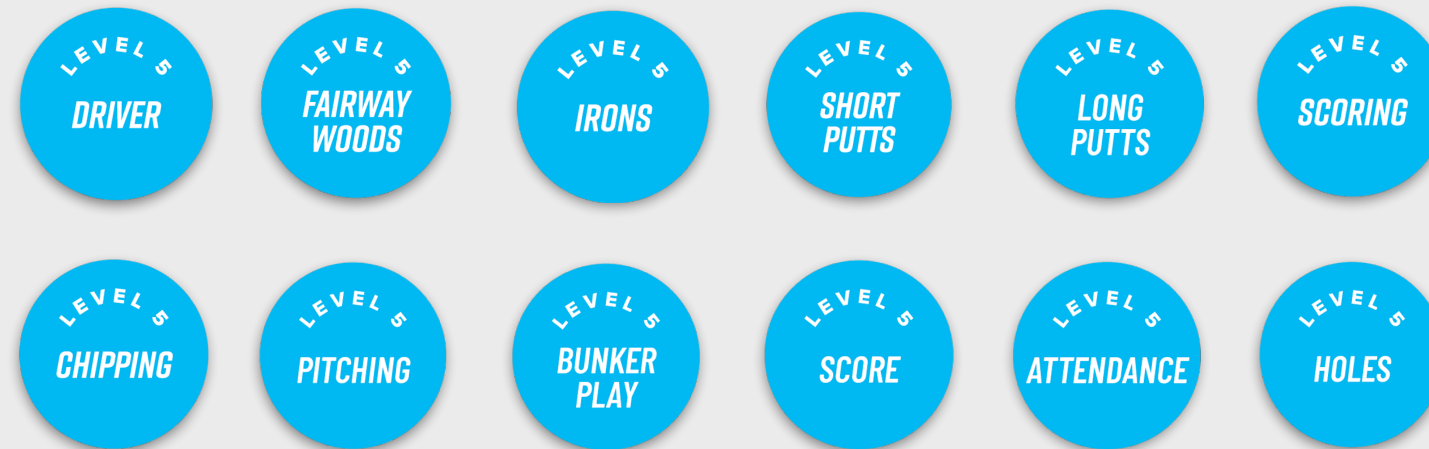 LEVEL 5
DRIVER
LEVEL 5
FAIRWAY
WOODS
LEVEL 5
IRONS
LEVEL 5
SHORT
PUTTS
LEVEL 5
LONG
PUTTS
LEVEL 5
SCORING
LEVEL 5
CHIPPING
LEVEL 5
PITCHING
LEVEL 5
BUNKER
PLAY
LEVEL 5
SCORE
LEVEL 5
ATTENDANCE
LEVEL 5
HOLES